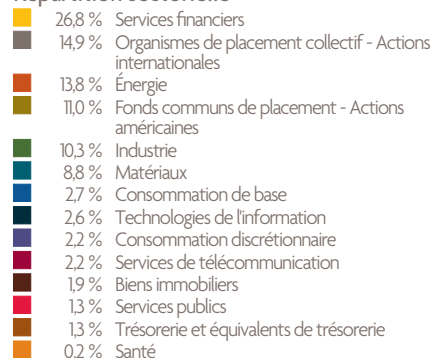 Répartition sectorielle
26,8 % Services financiers
14,9 % Organismes de placement collectif - Actions
internationales
13,8 % Énergie
11,0 % Fonds communs de placement - Actions
américaines
10,3 % Industrie
8,8 % Matériaux
2,7 % Consommation de base
2,6 % Technologies de l'information
2,2 % Consommation discrétionnaire
2,2 % Services de télécommunication
1,9 % Biens immobiliers
1,3 % Services publics
1,3 % Trésorerie et équivalents de trésorerie
0,2 % Santé